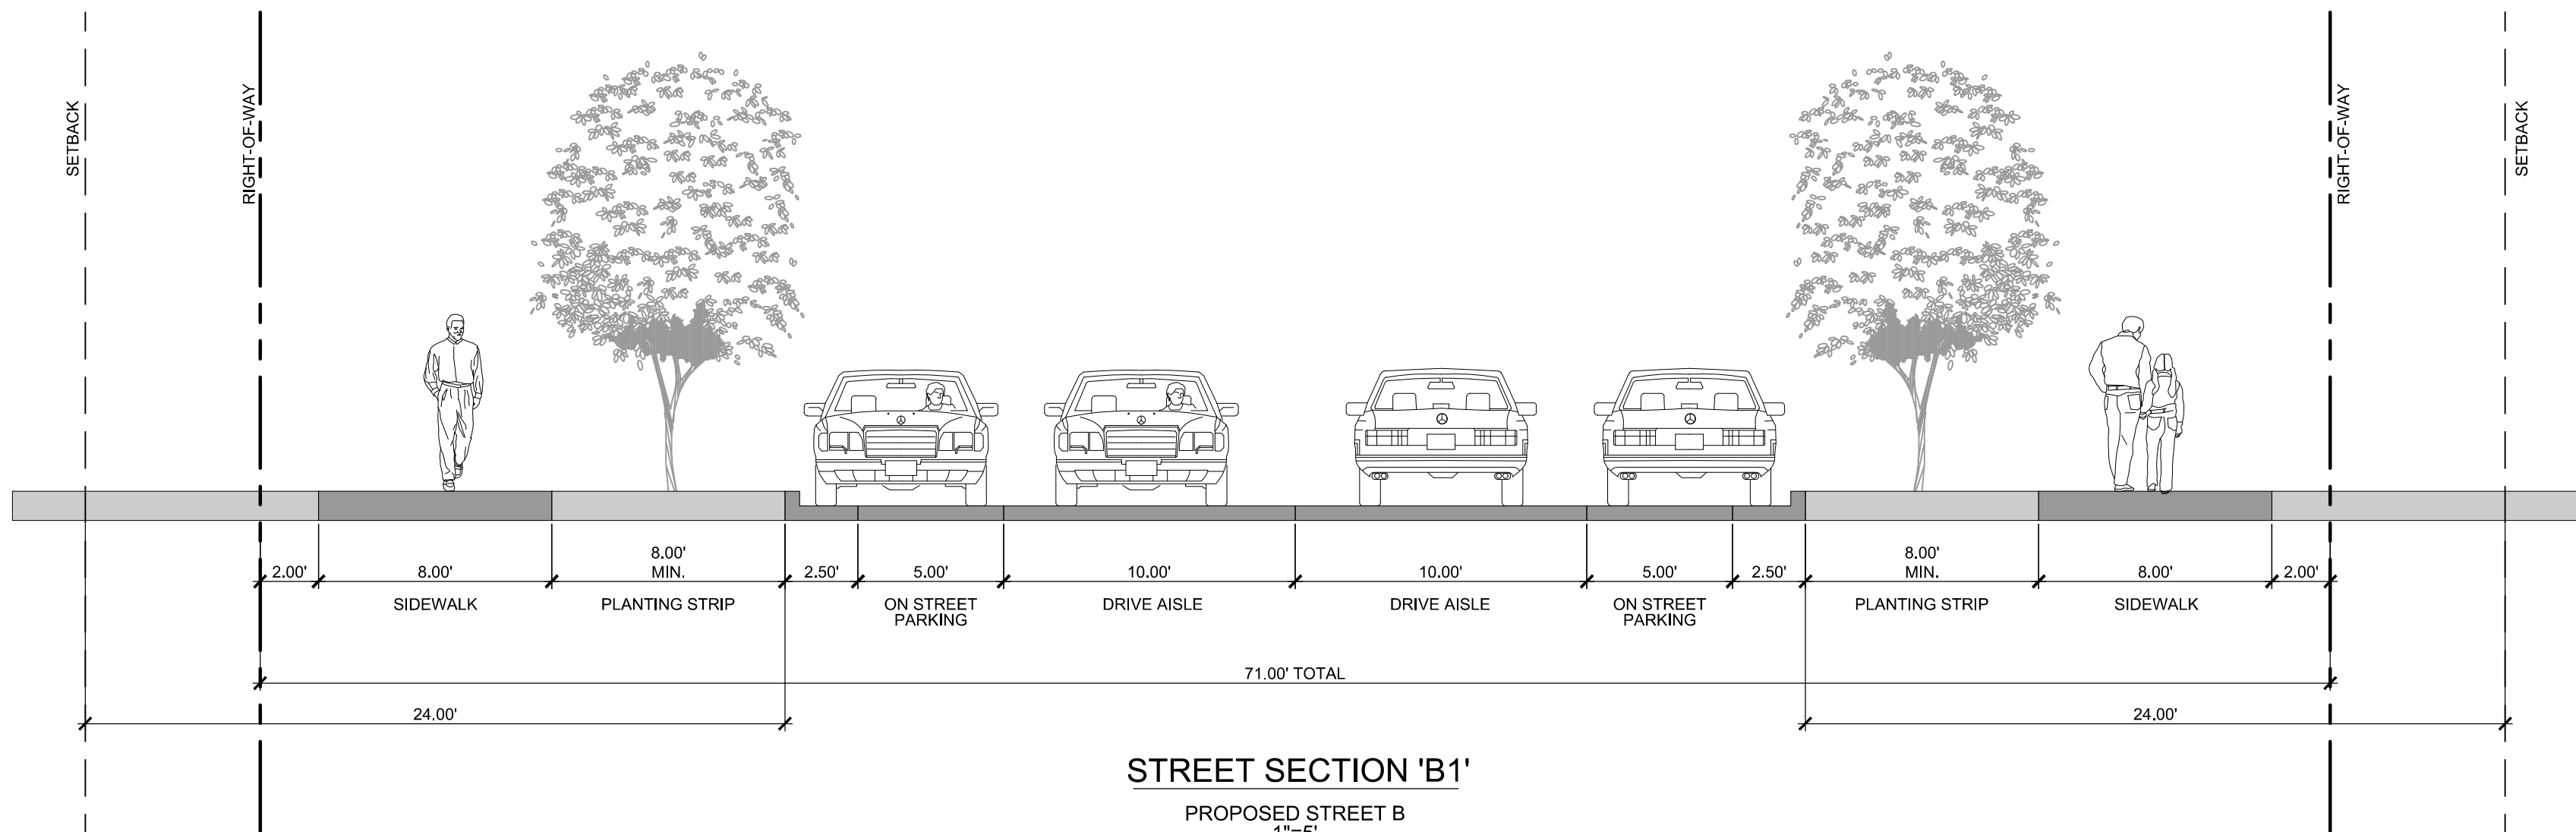 SETBACK
RIGHT-OF-WAY
RIGHT-OF-WAY
SETBACK
2.00'
8.00'
8.00'
MIN.
2.50'
5.00'
10.00'
10.00'
5.00'
2.50'
8.00'
MIN.
8.00'
2.00'
SIDEWALK
PLANTING STRIP
ON STREET
PARKING
DRIVE AISLE
DRIVE AISLE
ON STREET
PARKING
PLANTING STRIP
SIDEWALK
71.00' TOTAL
24.00'
24.00'
STREET SECTION 'B1'
PROPOSED STREET B
1"=5'